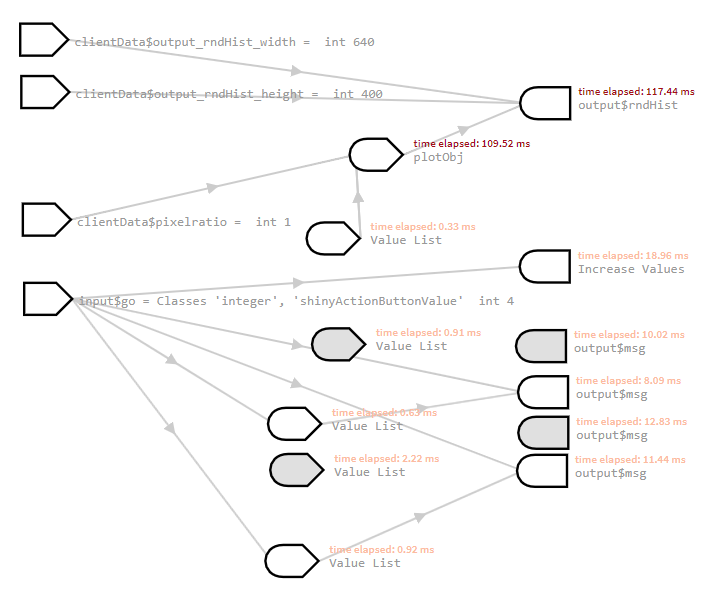 clientData$output_rndHist_width =  int 640
clientData$output_rndHist_height =  int 400
time elapsed: 117.44 ms
output$rndHist
time elapsed: 109.52 ms
plotObj
clientData$pixelratio =  int 1
time elapsed: 0.33 ms
Value List
time elapsed: 18.96 ms
Increase Values
input$go = Classes 'integer', 'shinyActionButtonValue'  int 4
time elapsed: 0.91 ms
Value List
time elapsed: 10.02 ms
output$msg
time elapsed: 8.09 ms
output$msg
time elapsed: 0.63 ms
Value List
time elapsed: 12.83 ms
output$msg
time elapsed: 2.22 ms
Value List
time elapsed: 11.44 ms
output$msg
time elapsed: 0.92 ms
Value List